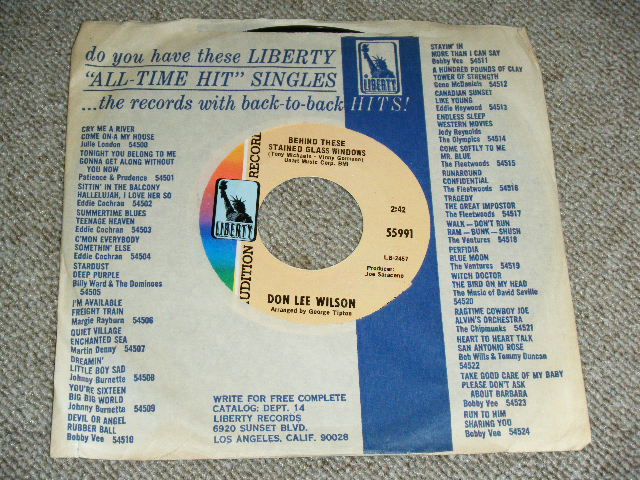 do you have these LIBERTY
"ALL-TIME HIT" SINGLES
...the records with back-to-back HITS!
LIBERTY
CRY ME A RIVER
COME ON-A MY HOUSE
Julie London 54500
TONIGHT YOU BELONG TO ME
GONNA GET ALONG WITHOUT
YOU NOW
Patience & Prudence 54501
SITTIN' IN THE BALCONY
HALLELUJAH, I LOVE HER SO
Eddie Cochran 54502
SUMMERTIME BLUES
TEENAGE HEAVEN
Eddie Cochran 54503
C'MON EVERYBODY
SOMETHIN' ELSE
Eddie Cochran 54504
STARDUST
DEEP PURPLE
Billy Ward & The Dominoes
54505
I'M AVAILABLE
FREIGHT TRAIN
Margie Rayburn 54506
QUIET VILLAGE
ENCHANTED SEA
Martin Denny 54507
DREAMIN'
LITTLE BOY SAD
Johnny Burnette 54508
YOU'RE SIXTEEN
BIG BIG WORLD
Johnny Burnette 54509
DEVIL OR ANGEL
RUBBER BALL
Bobby Vee 54510
BEHIND THESE
STAINED GLASS WINDOWS
(Tony Michaels - Vinny Gormann)
Unart Music Corp. BMI
AUDITION RECORD
LIBERTY
2:42
55991
LB-2457
Producer:
Joe Saraceno
DON LEE WILSON
Arranged by George Tipton
WRITE FOR FREE COMPLETE
CATALOG: DEPT. 14
LIBERTY RECORDS
6920 SUNSET BLVD.
LOS ANGELES, CALIF. 90028
STAYIN' IN
MORE THAN I CAN SAY
Bobby Vee 54511
A HUNDRED POUNDS OF CLAY
TOWER OF STRENGTH
Gene McDaniels 54512
CANADIAN SUNSET
LIKE YOUNG
Eddie Heywood 54513
ENDLESS SLEEP
WESTERN MOVIES
Jody Reynolds
The Olympics 54514
COME SOFTLY TO ME
MR. BLUE
The Fleetwoods 54515
RUNAROUND
CONFIDENTIAL
The Fleetwoods 54516
TRAGEDY
THE GREAT IMPOSTOR
The Fleetwoods 54517
WALK - DON'T RUN
RAM - BUNK - SHUSH
The Ventures 54518
PERFIDIA
BLUE MOON
The Ventures 54519
WITCH DOCTOR
THE BIRD ON MY HEAD
The Music of David Seville
54520
RAGTIME COWBOY JOE
ALVIN'S ORCHESTRA
The Chipmunks 54521
HEART TO HEART TALK
SAN ANTONIO ROSE
Bob Wills & Tommy Duncan
54522
TAKE GOOD CARE OF MY BABY
PLEASE DON'T ASK
ABOUT BARBARA
Bobby Vee 54523
RUN TO HIM
SHARING YOU
Bobby Vee 54524